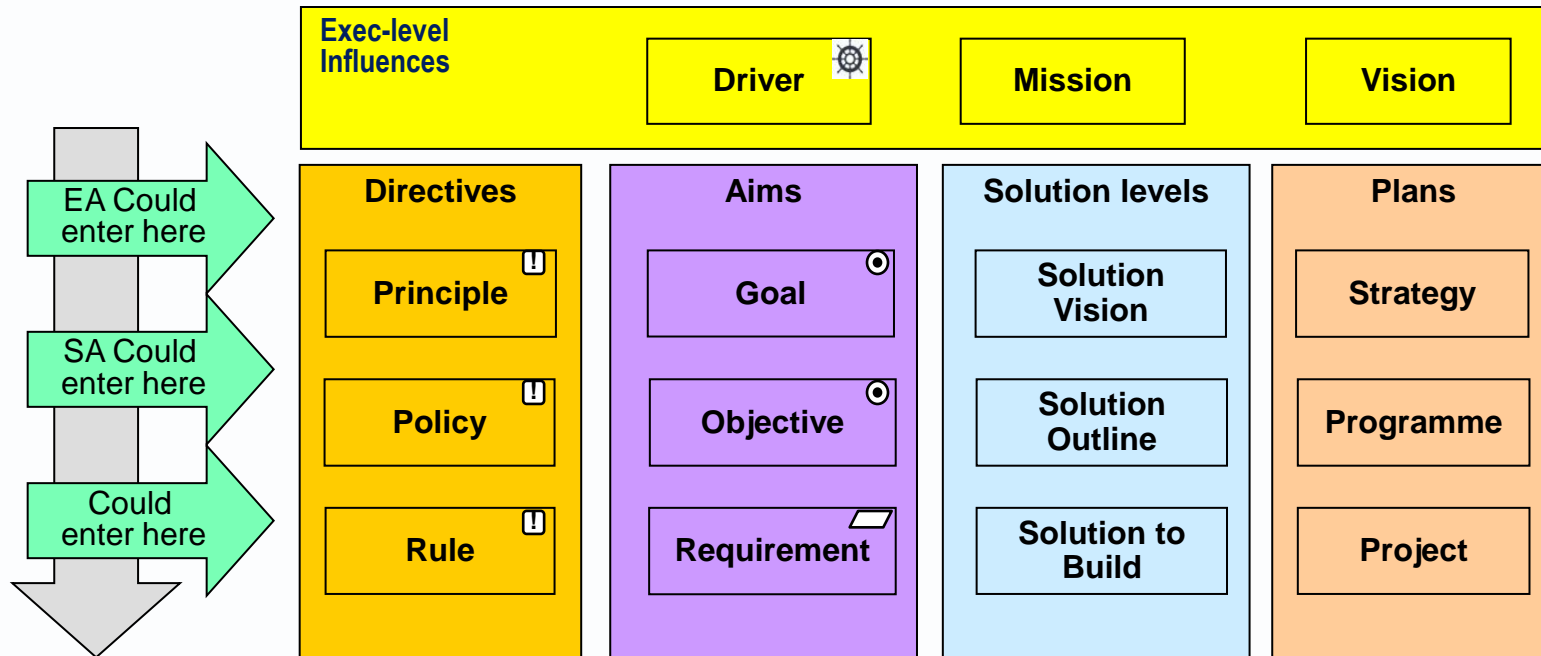 Exec-level
Influences
Driver
Mission
Vision
EA Could
enter here
SA Could
enter here
Could
enter here
Directives
Principle
!
Policy
!
Rule
!
Aims
Goal
Objective
Requirement
Solution levels
Solution
Vision
Solution
Outline
Solution to
Build
Plans
Strategy
Programme
Project